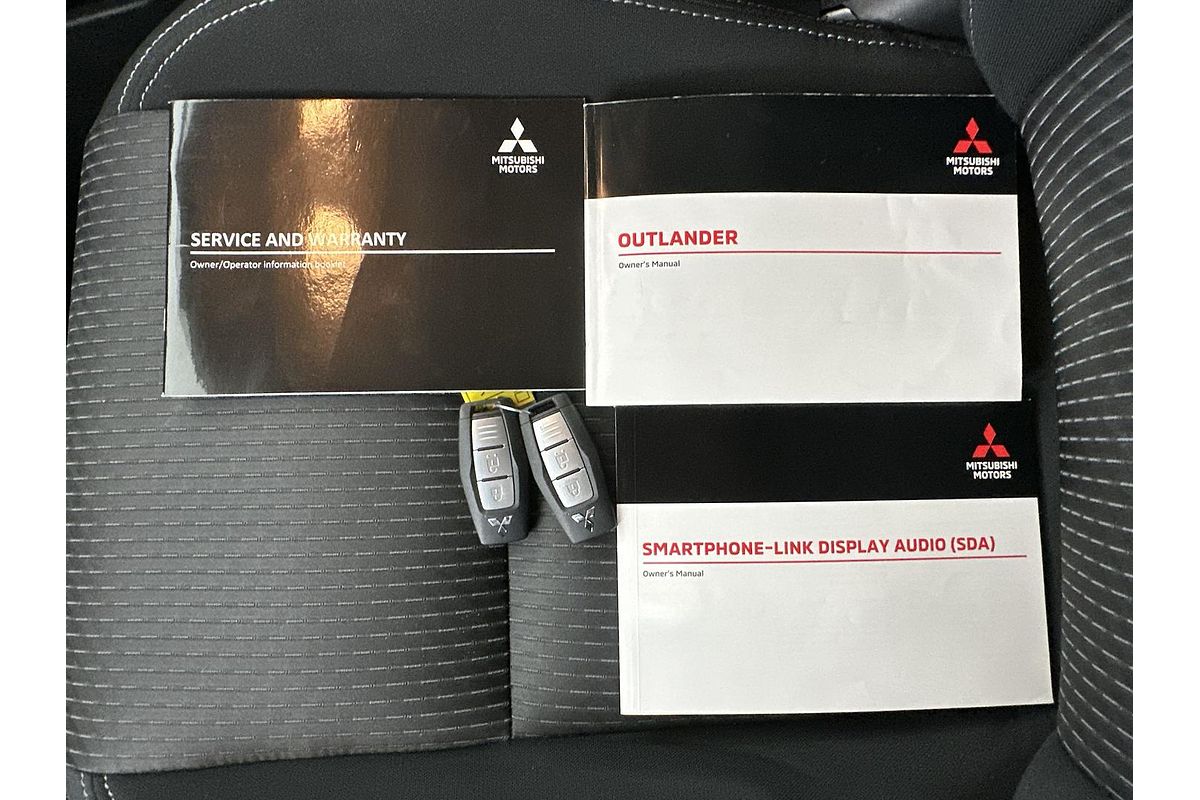 MITSUBISHI
MOTORS
SERVICE AND WARRANTY
Owner/Operator information booklet
MITSUBISHI
MOTORS
OUTLANDER
Owner's Manual
MITSUBISHI
MOTORS
SMARTPHONE-LINK DISPLAY AUDIO (SDA)
Owner's Manual